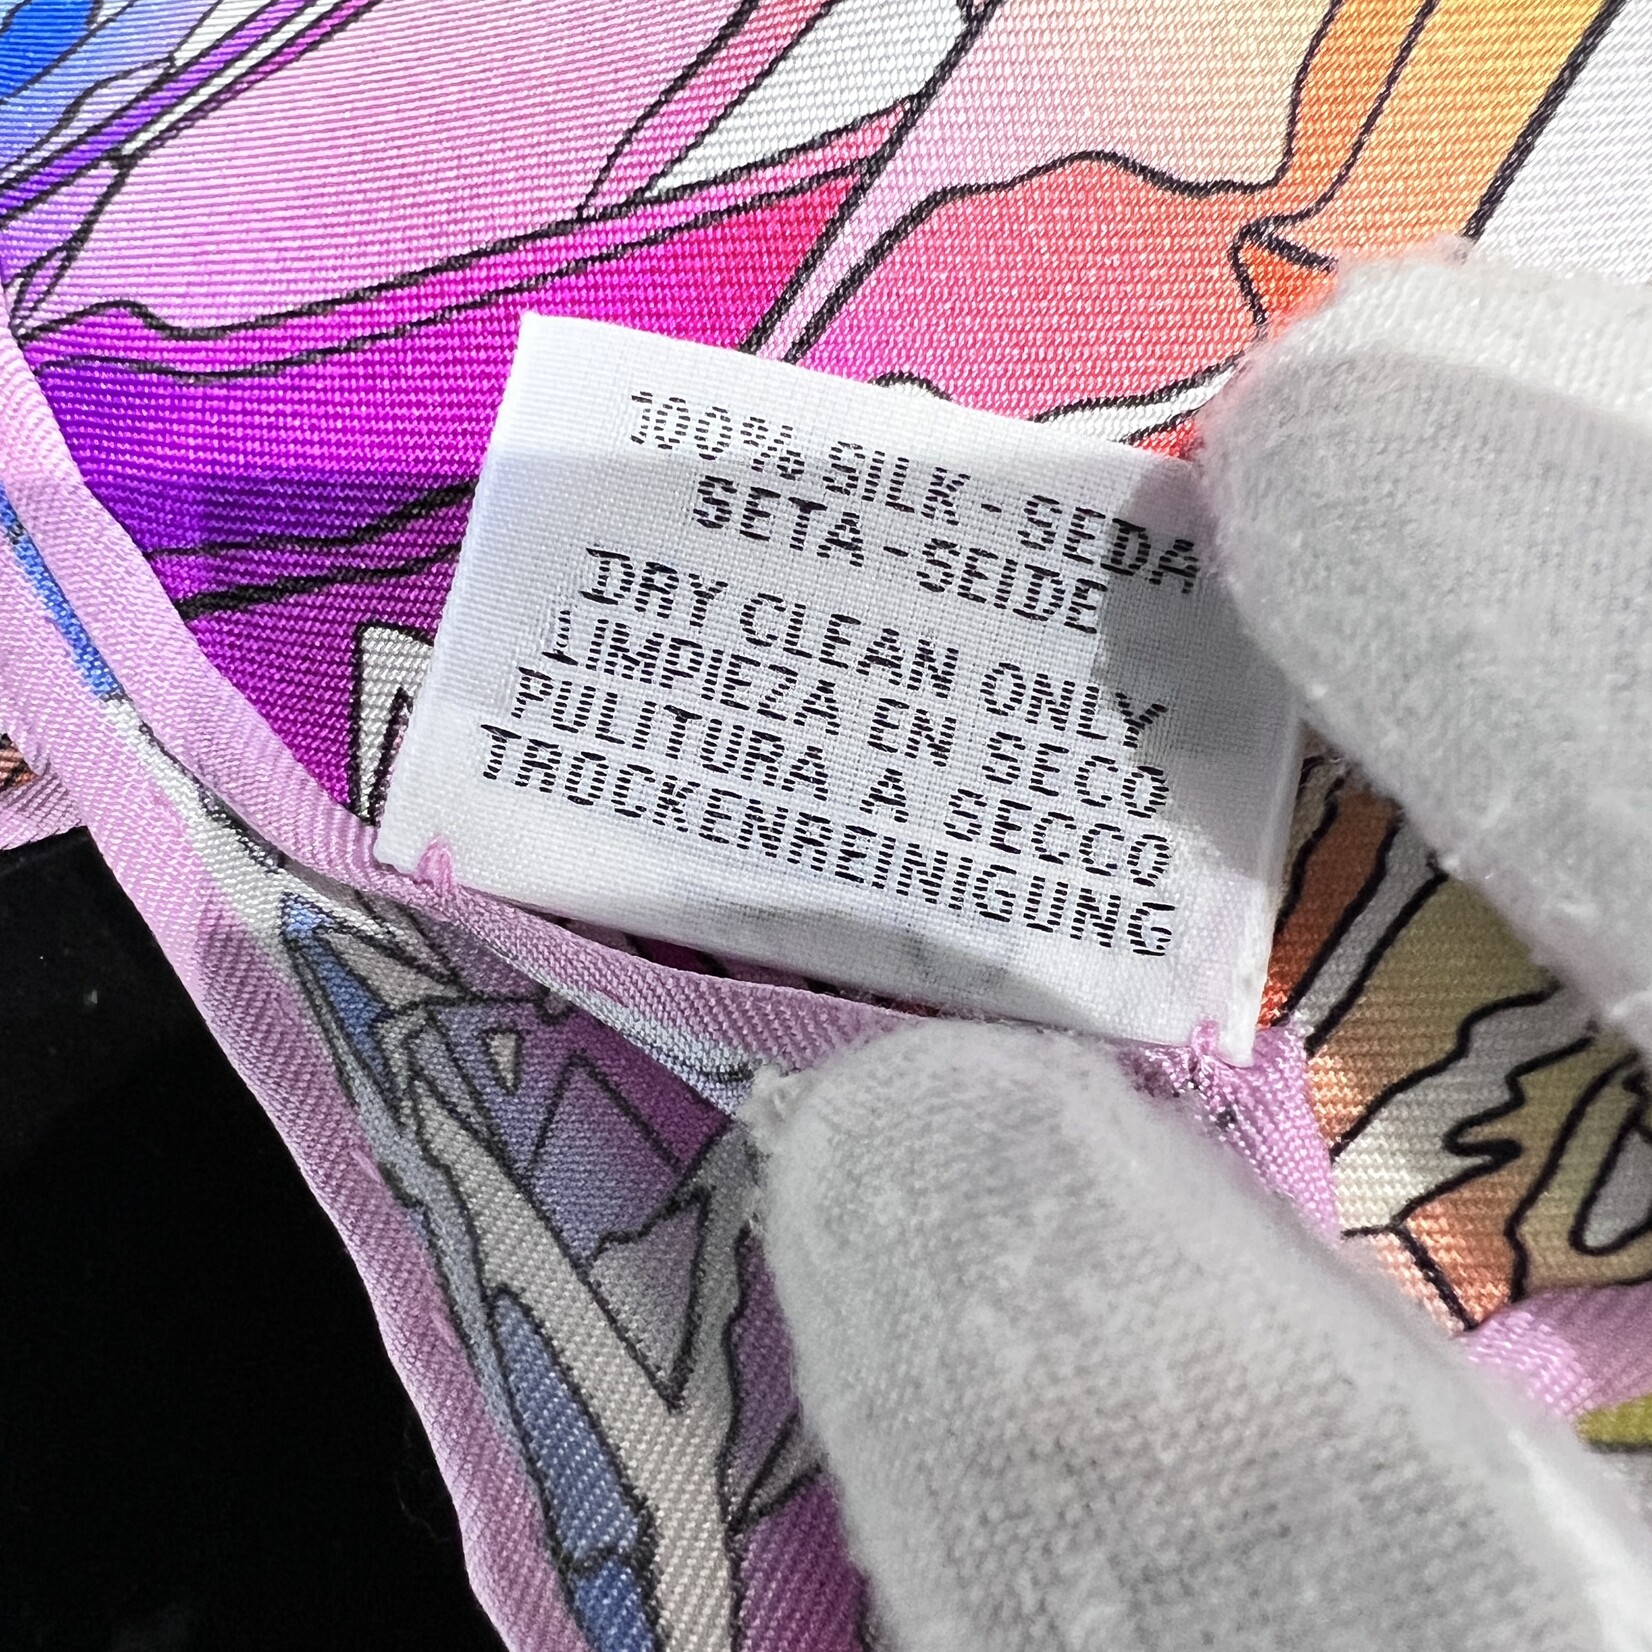 100% SILK - SEDA
SETA - SEIDE
DRY CLEAN ONLY
LIMPIEZA EN SECO
PULITURA A SECCO
TROCKENREINIGUNG